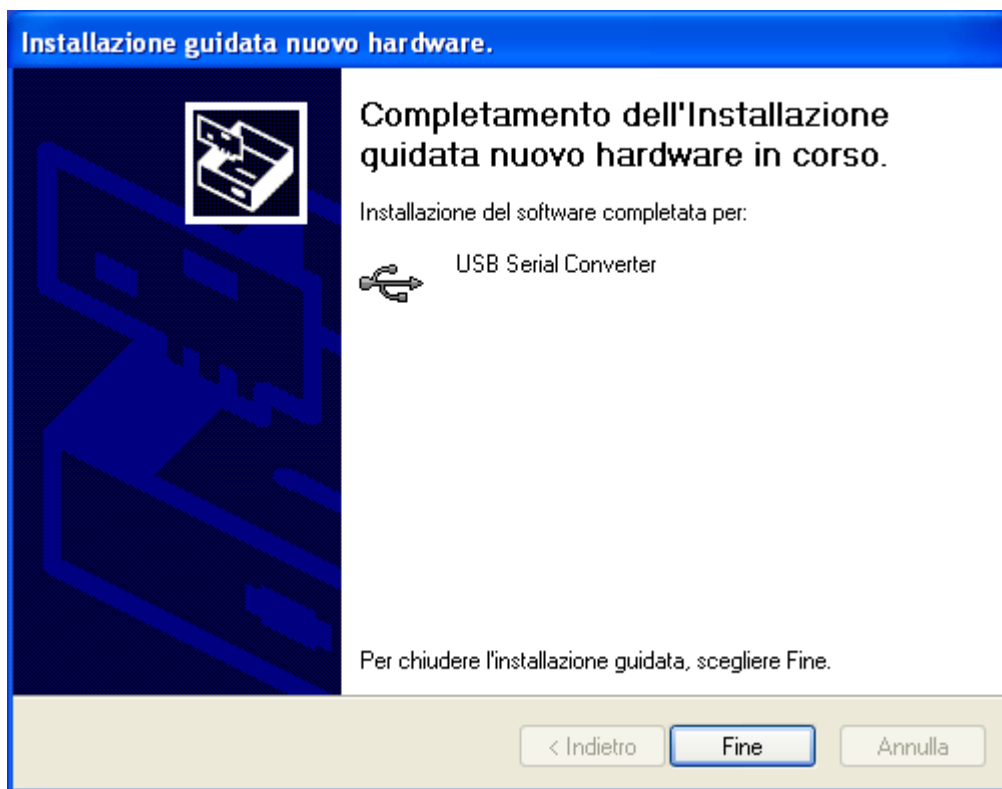 Installazione guidata nuovo hardware.
Completamento dell'Installazione
guidata nuovo hardware in corso.
Installazione del software completata per:
USB Serial Converter
Per chiudere l'installazione guidata, scegliere Fine.
< Indietro
Fine
Annulla